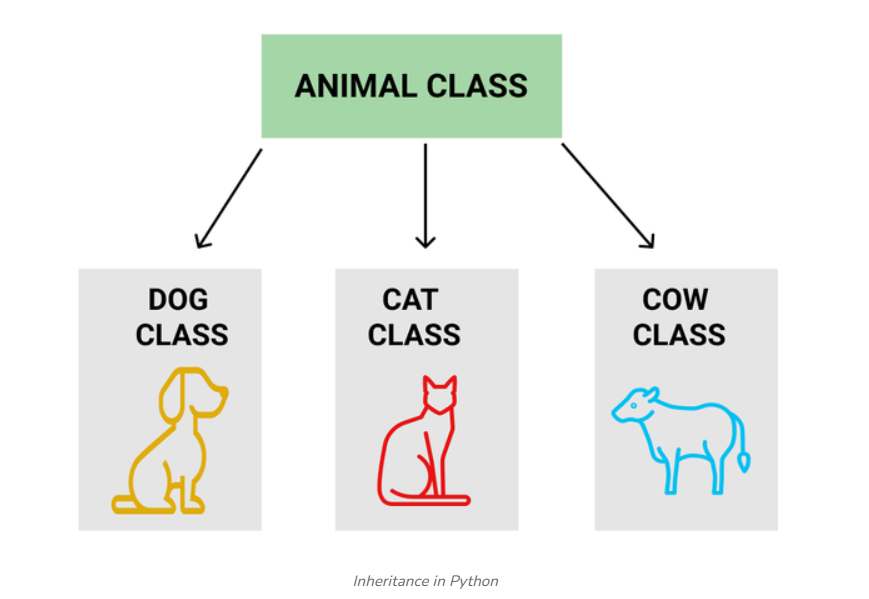 ANIMAL CLASS
DOG
CLASS
CAT
CLASS
COW
CLASS
Inheritance in Python